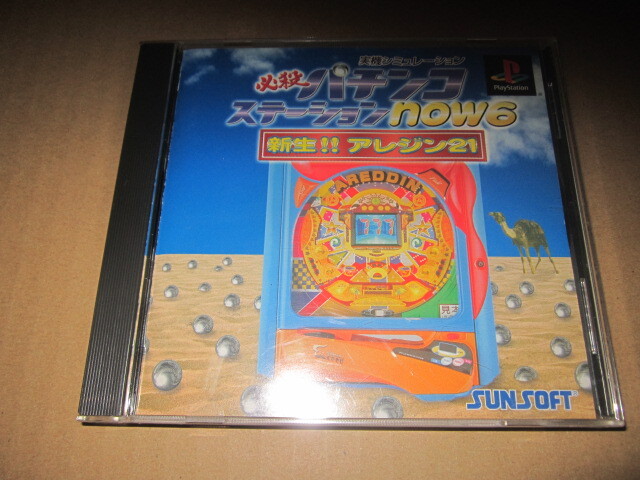 実機シミュレーション
必殺パチンコ
ステーションnow6
新生!! アレジン21
PlayStation
AREDDIN
777
SUNSOFT